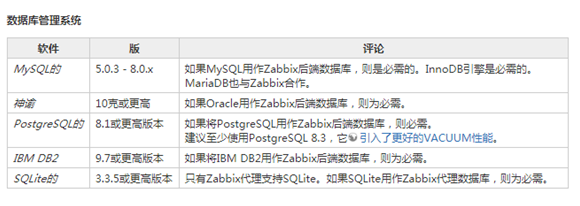 数据库管理系统
软件 版 评论
MySQL的 5.0.3 - 8.0.x 如果MySQL用作Zabbix后端数据库，则是必需的。InnoDB引擎是必需的。
MariaDB也与Zabbix合作。
神谕 10克或更高 如果Oracle用作Zabbix后端数据库，则为必需。
PostgreSQL的 8.1或更高版本 如果将PostgreSQL用作Zabbix后端数据库，则必需。
建议至少使用PostgreSQL 8.3，它引入了更好的VACUUM性能。
IBM DB2 9.7或更高版本 如果将IBM DB2用作Zabbix后端数据库，则为必需。
SQLite的 3.3.5或更高版本 只有Zabbix代理支持SQLite。如果SQLite用作Zabbix代理数据库，则为必需。